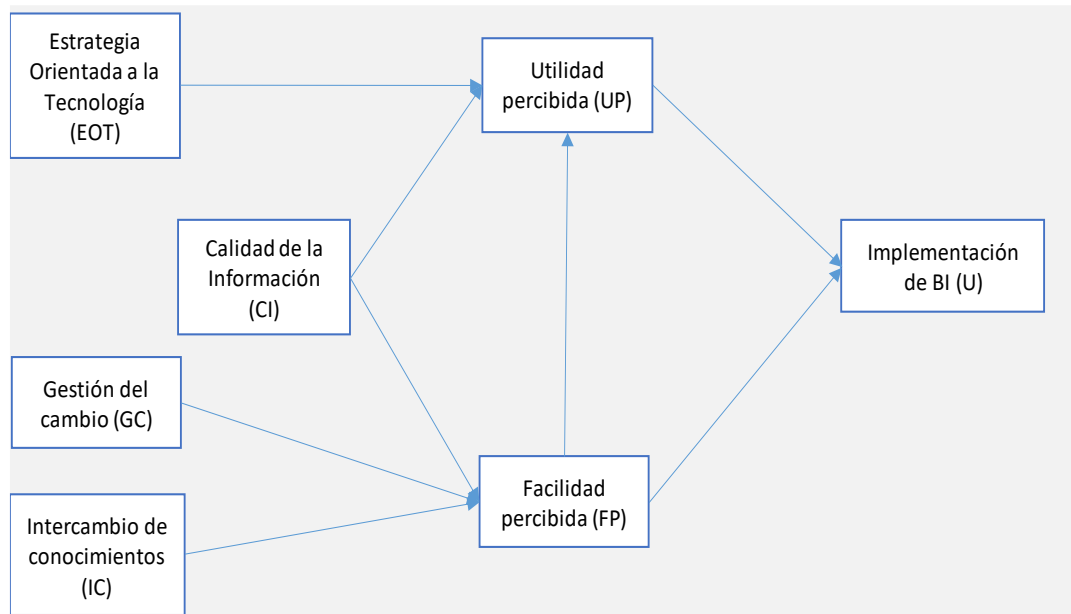 Estrategia
Orientada a la
Tecnología
(EOT)
Utilidad
percibida (UP)
Calidad de la
Información
(CI)
Implementación
de BI (U)
Gestión del
cambio (GC)
Facilidad
percibida (FP)
Intercambio de
conocimientos
(IC)